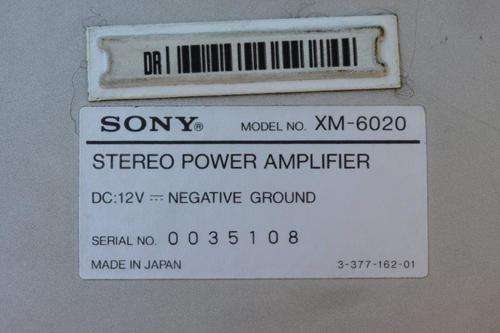 DR
SONY® MODEL NO. XM-6020
STEREO POWER AMPLIFIER
DC:12V ⎓ NEGATIVE GROUND
SERIAL NO. 0035108
MADE IN JAPAN 3-377-162-01